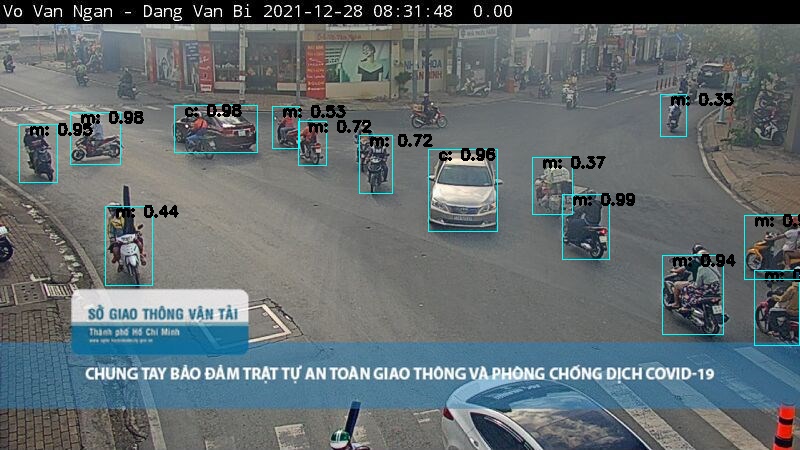 Vo Van Ngan - Dang Van Bi 2021-12-28 08:31:48 0.00
m: 0.95
m: 0.98
c: 0.98
m: 0.53
m: 0.72
m: 0.72
c: 0.96
m: 0.37
m: 0.35
m: 0.99
m: 0.44
m: 0.94
NHA KHOA
SỞ GIAO THÔNG VẬN TẢI
Thành phố Hồ Chí Minh
CHUNG TAY BẢO ĐẢM TRẬT TỰ AN TOÀN GIAO THÔNG VÀ PHÒNG CHỐNG DỊCH COVID-19